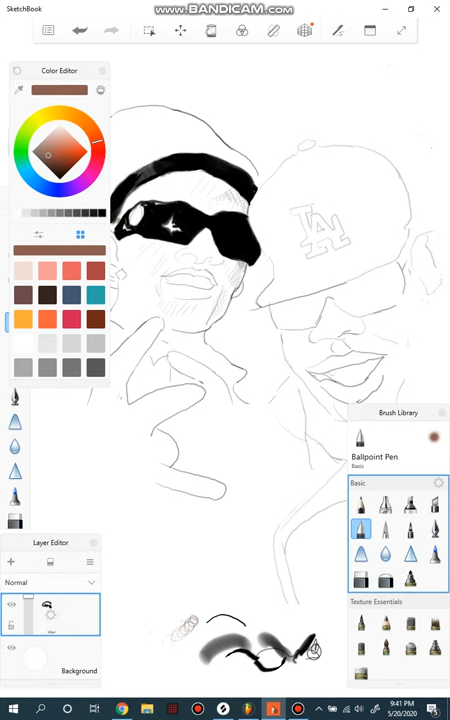 SketchBook
www.BANDICAM.com
Color Editor
LA
Brush Library
Ballpoint Pen
Basic
Basic
Texture Essentials
Layer Editor
Normal
Background
9:41 PM
5/20/2020